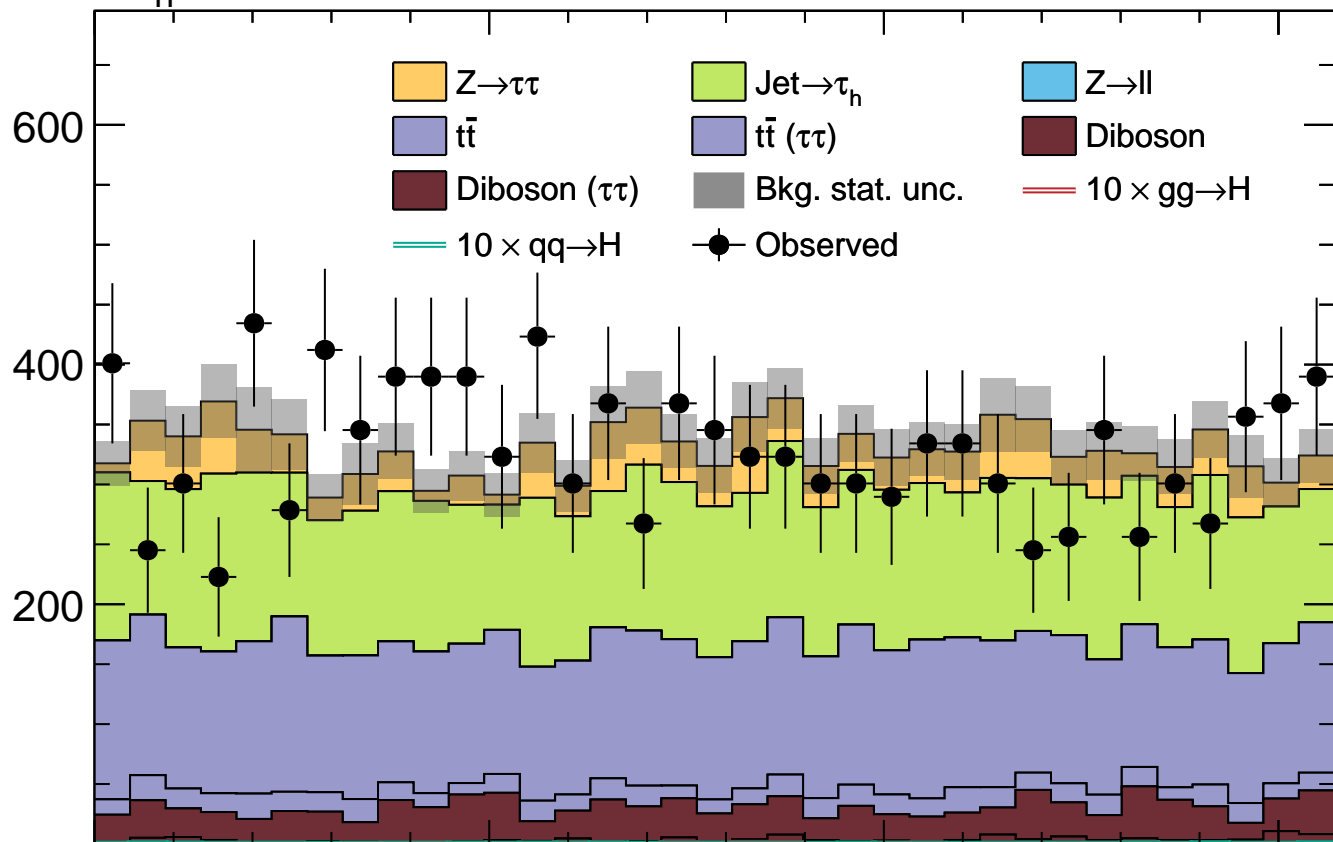 Z→ττ Jet→τh Z→ll
600
tt̄ tt̄ (ττ) Diboson
Diboson (ττ) Bkg. stat. unc. 10 × gg→H
10 × qq→H Observed
400
200